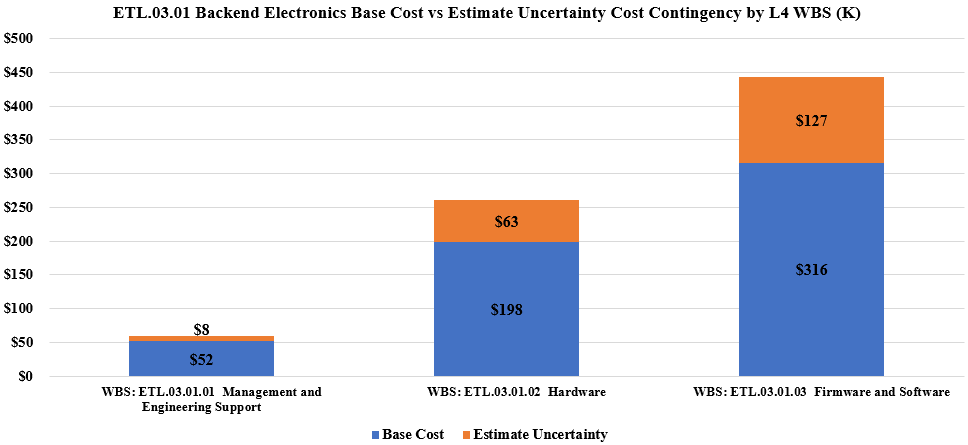 ETL.03.01 Backend Electronics Base Cost vs Estimate Uncertainty Cost Contingency by L4 WBS (K)
$500
$450
$400
$350
$300
$250
$200
$150
$100
$50
$0
$8
$52
$63
$198
$127
$316
WBS: ETL.03.01.01 Management and
Engineering Support
WBS: ETL.03.01.02 Hardware
WBS: ETL.03.01.03 Firmware and Software
Base Cost
Estimate Uncertainty